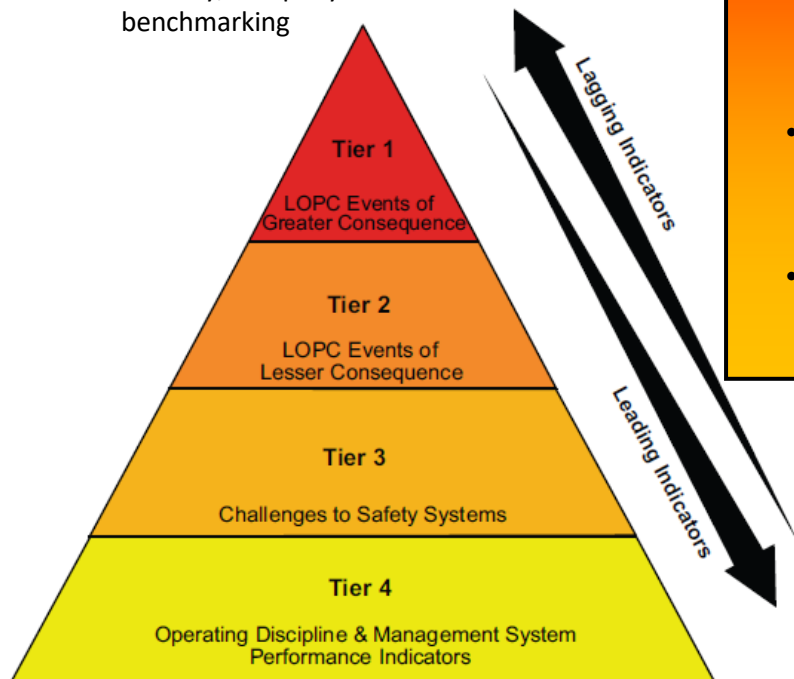 benchmarking
Tier 1
LOPC Events of
Greater Consequence
Tier 2
LOPC Events of
Lesser Consequence
Tier 3
Challenges to Safety Systems
Tier 4
Operating Discipline & Management System
Performance Indicators
Lagging Indicators
Leading Indicators
•
•